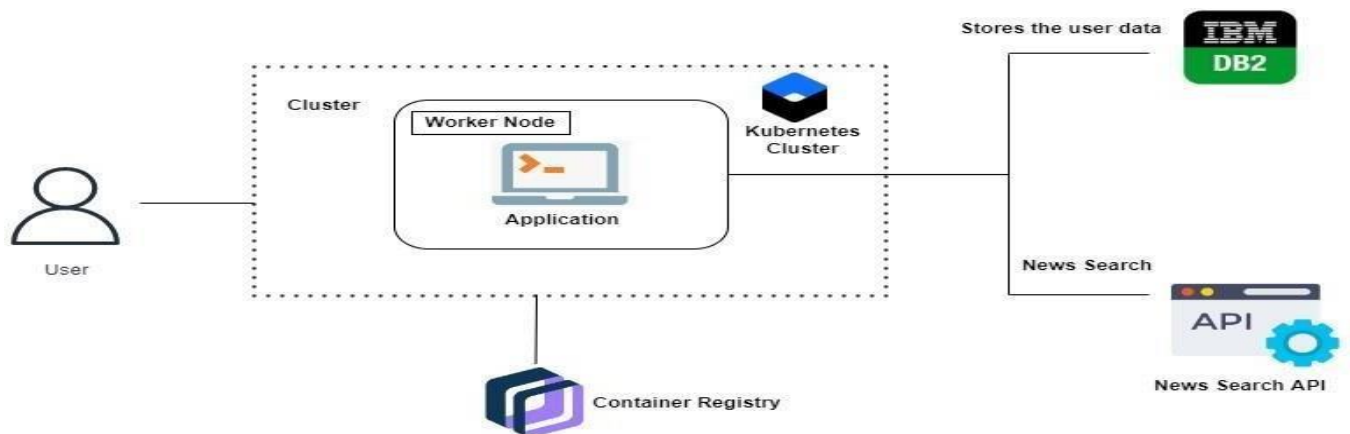 Stores the user data
IBM
DB2
Cluster
Worker Node
Kubernetes
Cluster
Application
User
News Search
API
News Search API
Container Registry